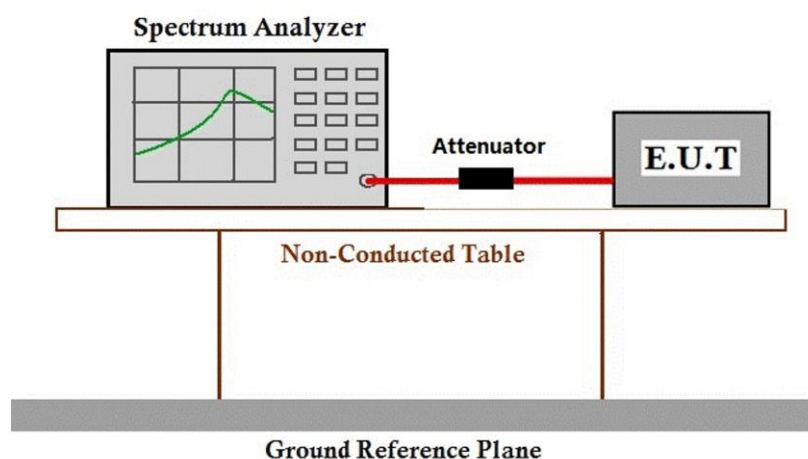 Spectrum Analyzer
Attenuator
E.U.T
Non-Conducted Table
Ground Reference Plane